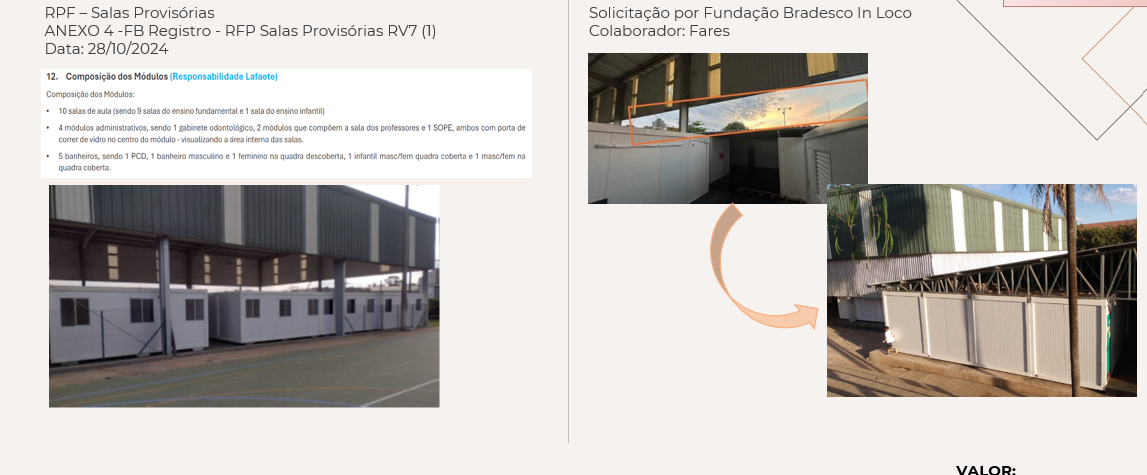 RPF – Salas Provisórias
ANEXO 4 -FB Registro - RFP Salas Provisórias RV7 (1)
Data: 28/10/2024
12. Composição dos Módulos (Responsabilidade Lafaete)
Composição dos Módulos:
• 10 salas de aula (sendo 9 salas do ensino fundamental e 1 sala do ensino infantil)
• 4 módulos administrativos, sendo 1 gabinete odontológico, 2 módulos que compõem a sala dos professores e 1 SOPE, ambos com porta de
correr de vidro no centro do módulo - visualizando a área interna das salas.
• 5 banheiros, sendo 1 PCD, 1 banheiro masculino e 1 feminino na quadra descoberta, 1 infantil masc/fem quadra coberta e 1 masc/fem na
quadra coberta.
Solicitação por Fundação Bradesco In Loco
Colaborador: Fares
VALOR: